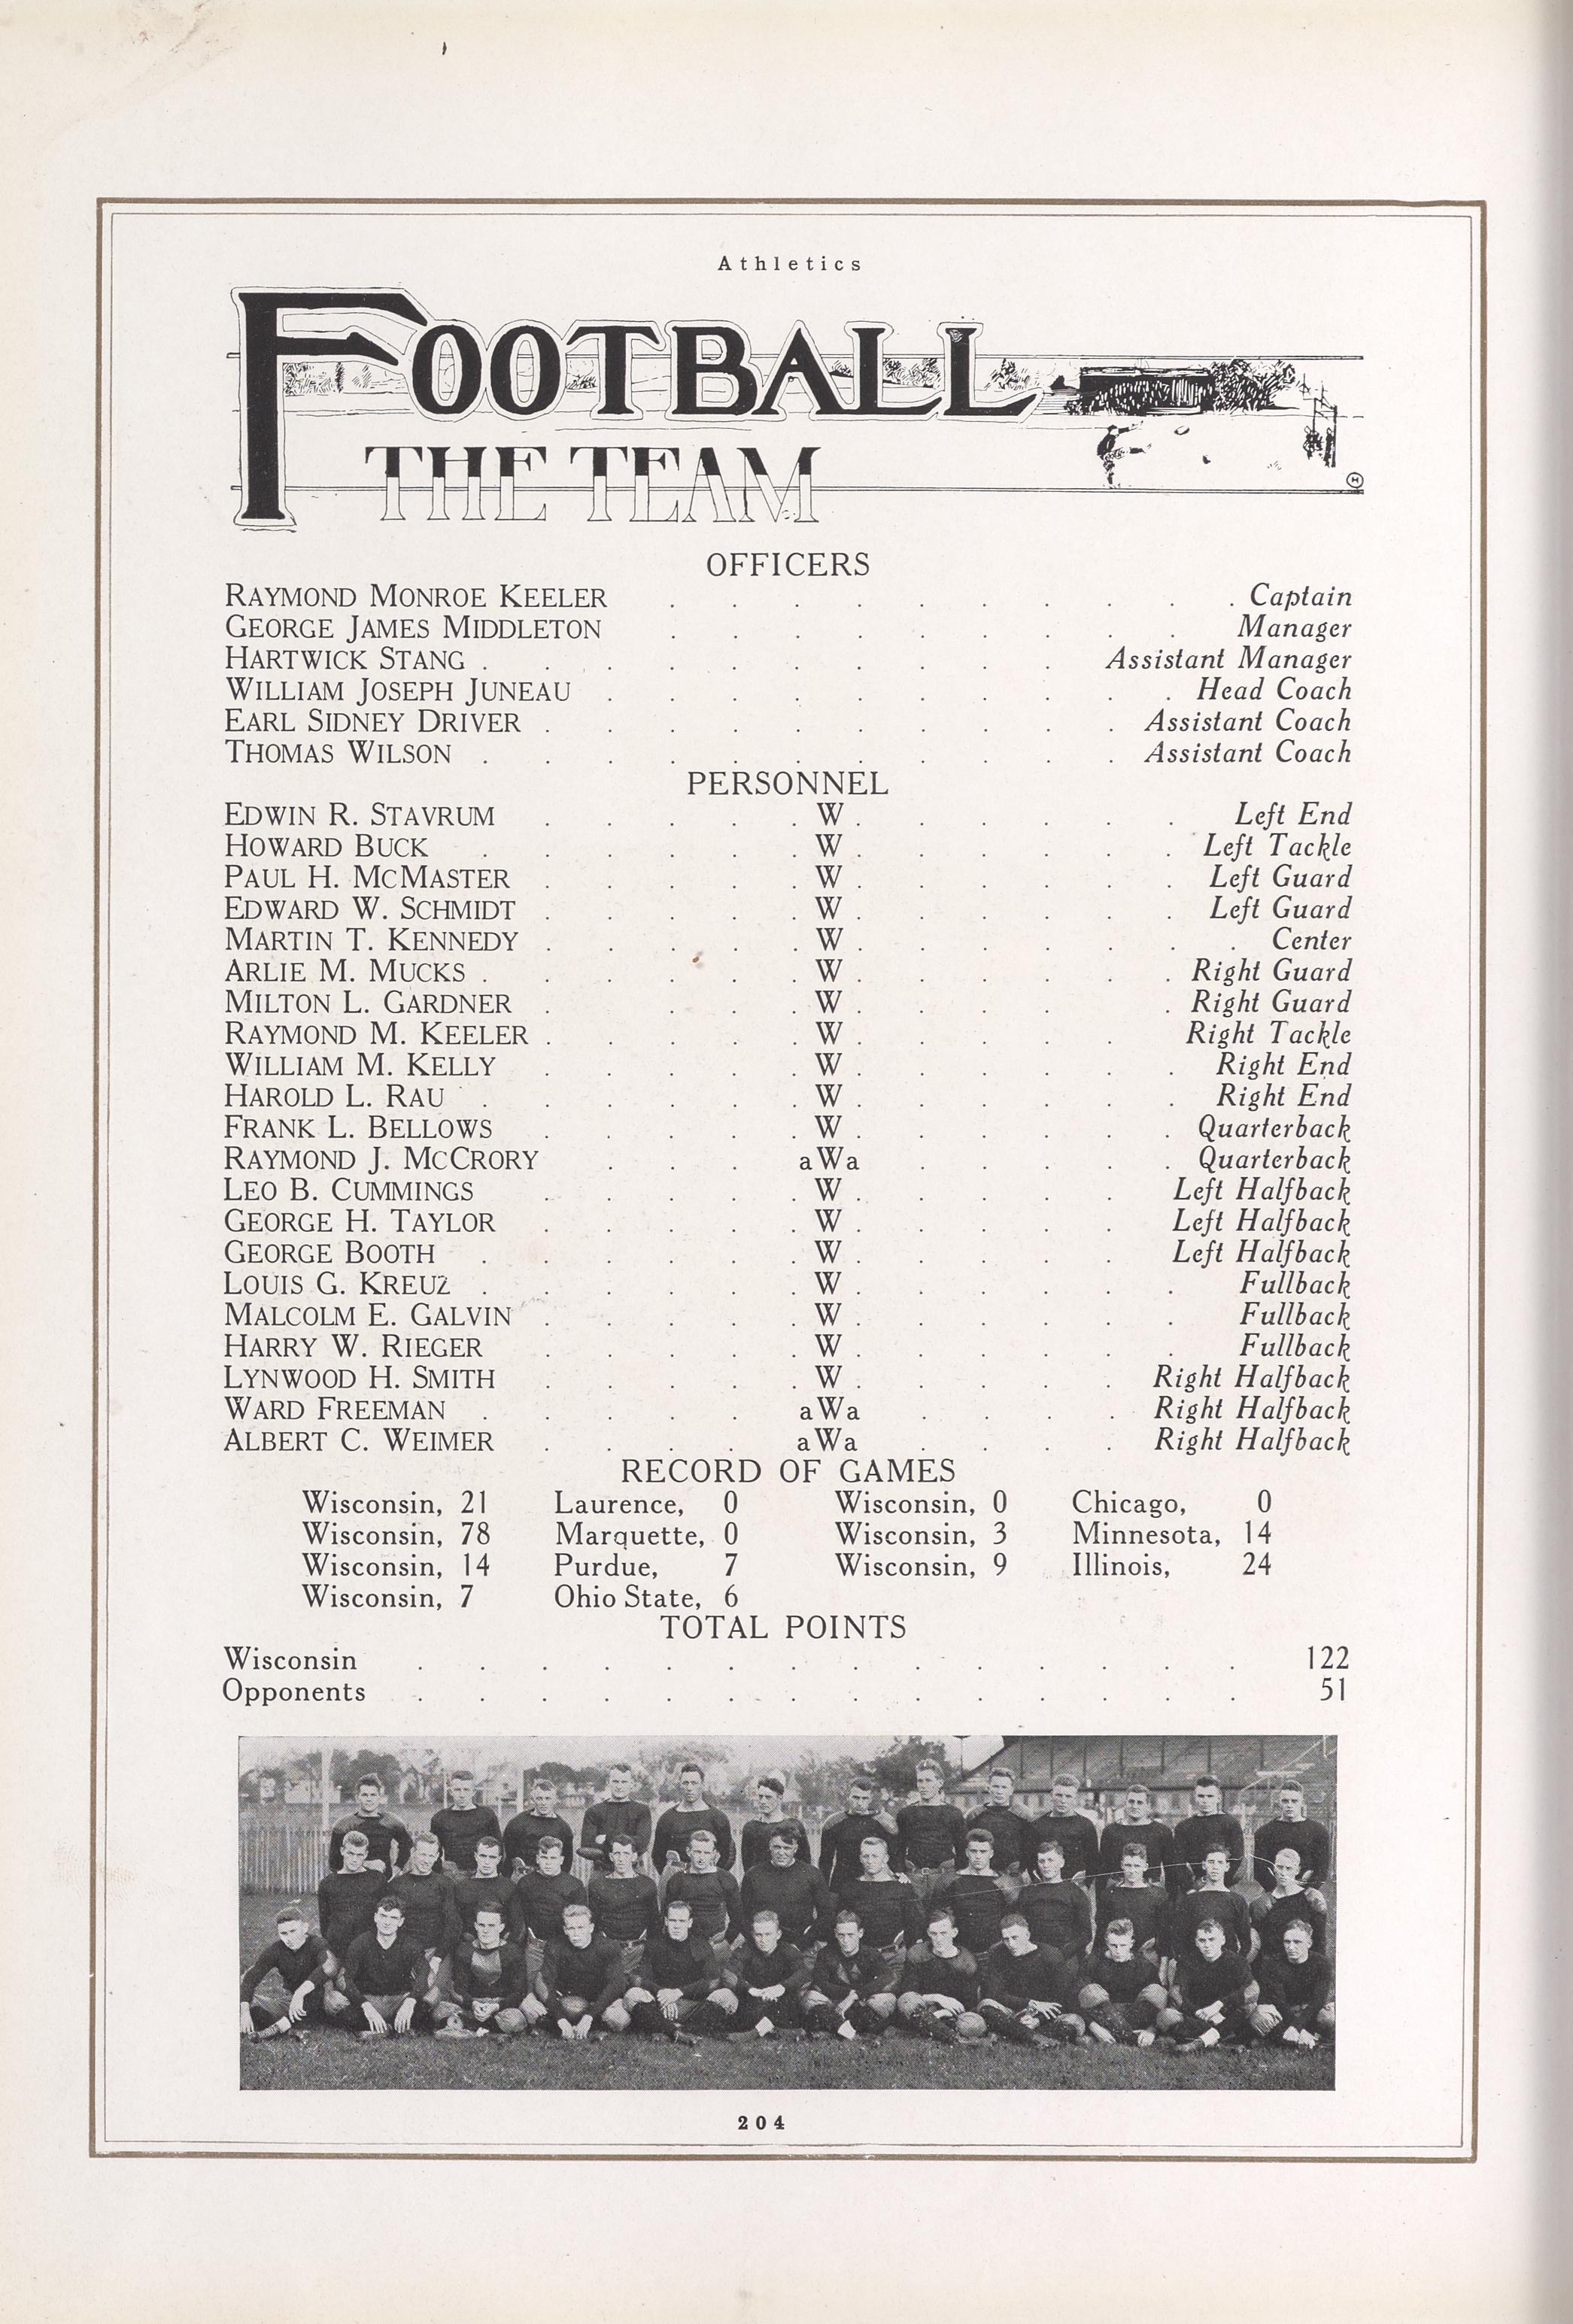 Athletics
FOOTBALL
THE TEAM
H
OFFICERS
RAYMOND MONROE KEELER . . . . . . . . . . Captain
GEORGE JAMES MIDDLETON . . . . . . . . . Manager
HARTWICK STANG . . . . . . . . . . Assistant Manager
WILLIAM JOSEPH JUNEAU . . . . . . . . . . Head Coach
EARL SIDNEY DRIVER . . . . . . . . . . Assistant Coach
THOMAS WILSON . . . . . . . . . . . Assistant Coach
PERSONNEL
EDWIN R. STAVRUM . . . . . W . . . . . . Left End
HOWARD BUCK . . . . . . W . . . . . . Left Tackle
PAUL H. MCMASTER . . . . . W . . . . . . Left Guard
EDWARD W. SCHMIDT . . . . . W . . . . . . Left Guard
MARTIN T. KENNEDY . . . . . W . . . . . . . Center
ARLIE M. MUCKS . . . . . . W . . . . . . Right Guard
MILTON L. GARDNER . . . . . W . . . . . . Right Guard
RAYMOND M. KEELER . . . . . W . . . . . Right Tackle
WILLIAM M. KELLY . . . . . W . . . . . . Right End
HAROLD L. RAU . . . . . . W . . . . . . Right End
FRANK L. BELLOWS . . . . . W . . . . . . Quarterback
RAYMOND J. MCCRORY . . . aWa . . . . . Quarterback
LEO B. CUMMINGS . . . . . W . . . . . Left Halfback
GEORGE H. TAYLOR . . . . . W . . . . . Left Halfback
GEORGE BOOTH . . . . . . W . . . . . Left Halfback
LOUIS G. KREUZ . . . . . . W . . . . . . Fullback
MALCOLM E. GALVIN . . . . . W . . . . . . Fullback
HARRY W. RIEGER . . . . . W . . . . . . Fullback
LYNWOOD H. SMITH . . . . . W . . . . . Right Halfback
WARD FREEMAN . . . . . aWa . . . . Right Halfback
ALBERT C. WEIMER . . . . aWa . . . . Right Halfback
RECORD OF GAMES
Wisconsin, 21 Laurence, 0 Wisconsin, 0 Chicago, 0
Wisconsin, 78 Marquette, 0 Wisconsin, 3 Minnesota, 14
Wisconsin, 14 Purdue, 7 Wisconsin, 9 Illinois, 24
Wisconsin, 7 Ohio State, 6
TOTAL POINTS
Wisconsin . . . . . . . . . . . . . . 122
Opponents . . . . . . . . . . . . . . 51
204